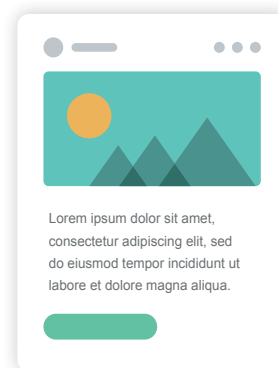 Lorem ipsum dolor sit amet,
consectetur adipiscing elit, sed
do eiusmod tempor incididunt ut
labore et dolore magna aliqua.